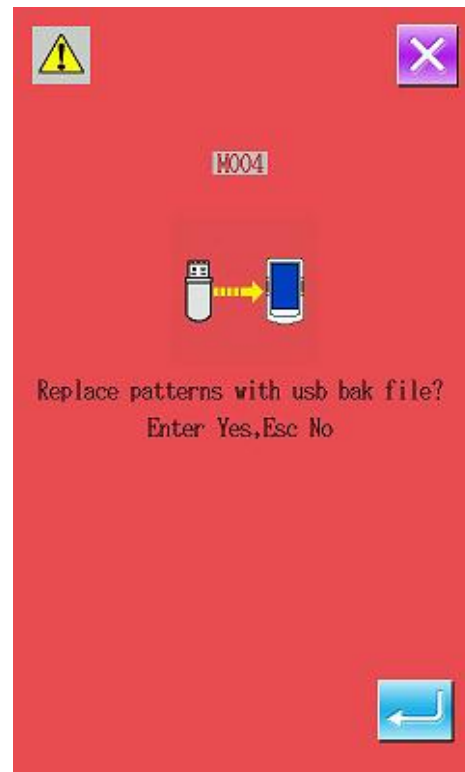 M004
Replace patterns with usb bak file?
Enter Yes,Esc No